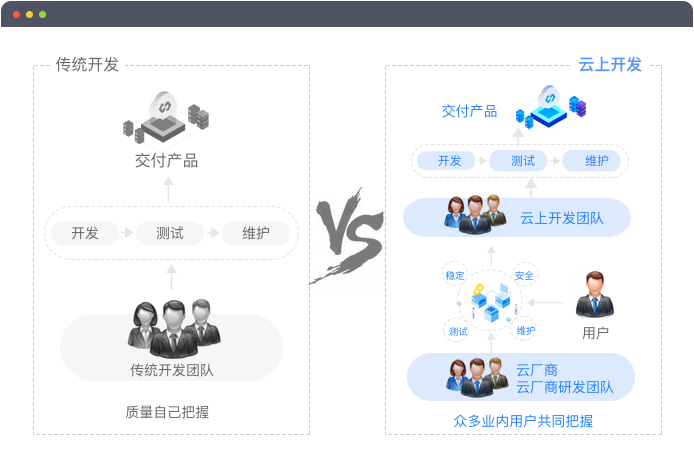 传统开发
交付产品
开发
测试
维护
传统开发团队
质量自己把握
VS
云上开发
交付产品
开发
测试
维护
云上开发团队
稳定
安全
测试
维护
用户
云厂商
云厂商研发团队
众多业内用户共同把握